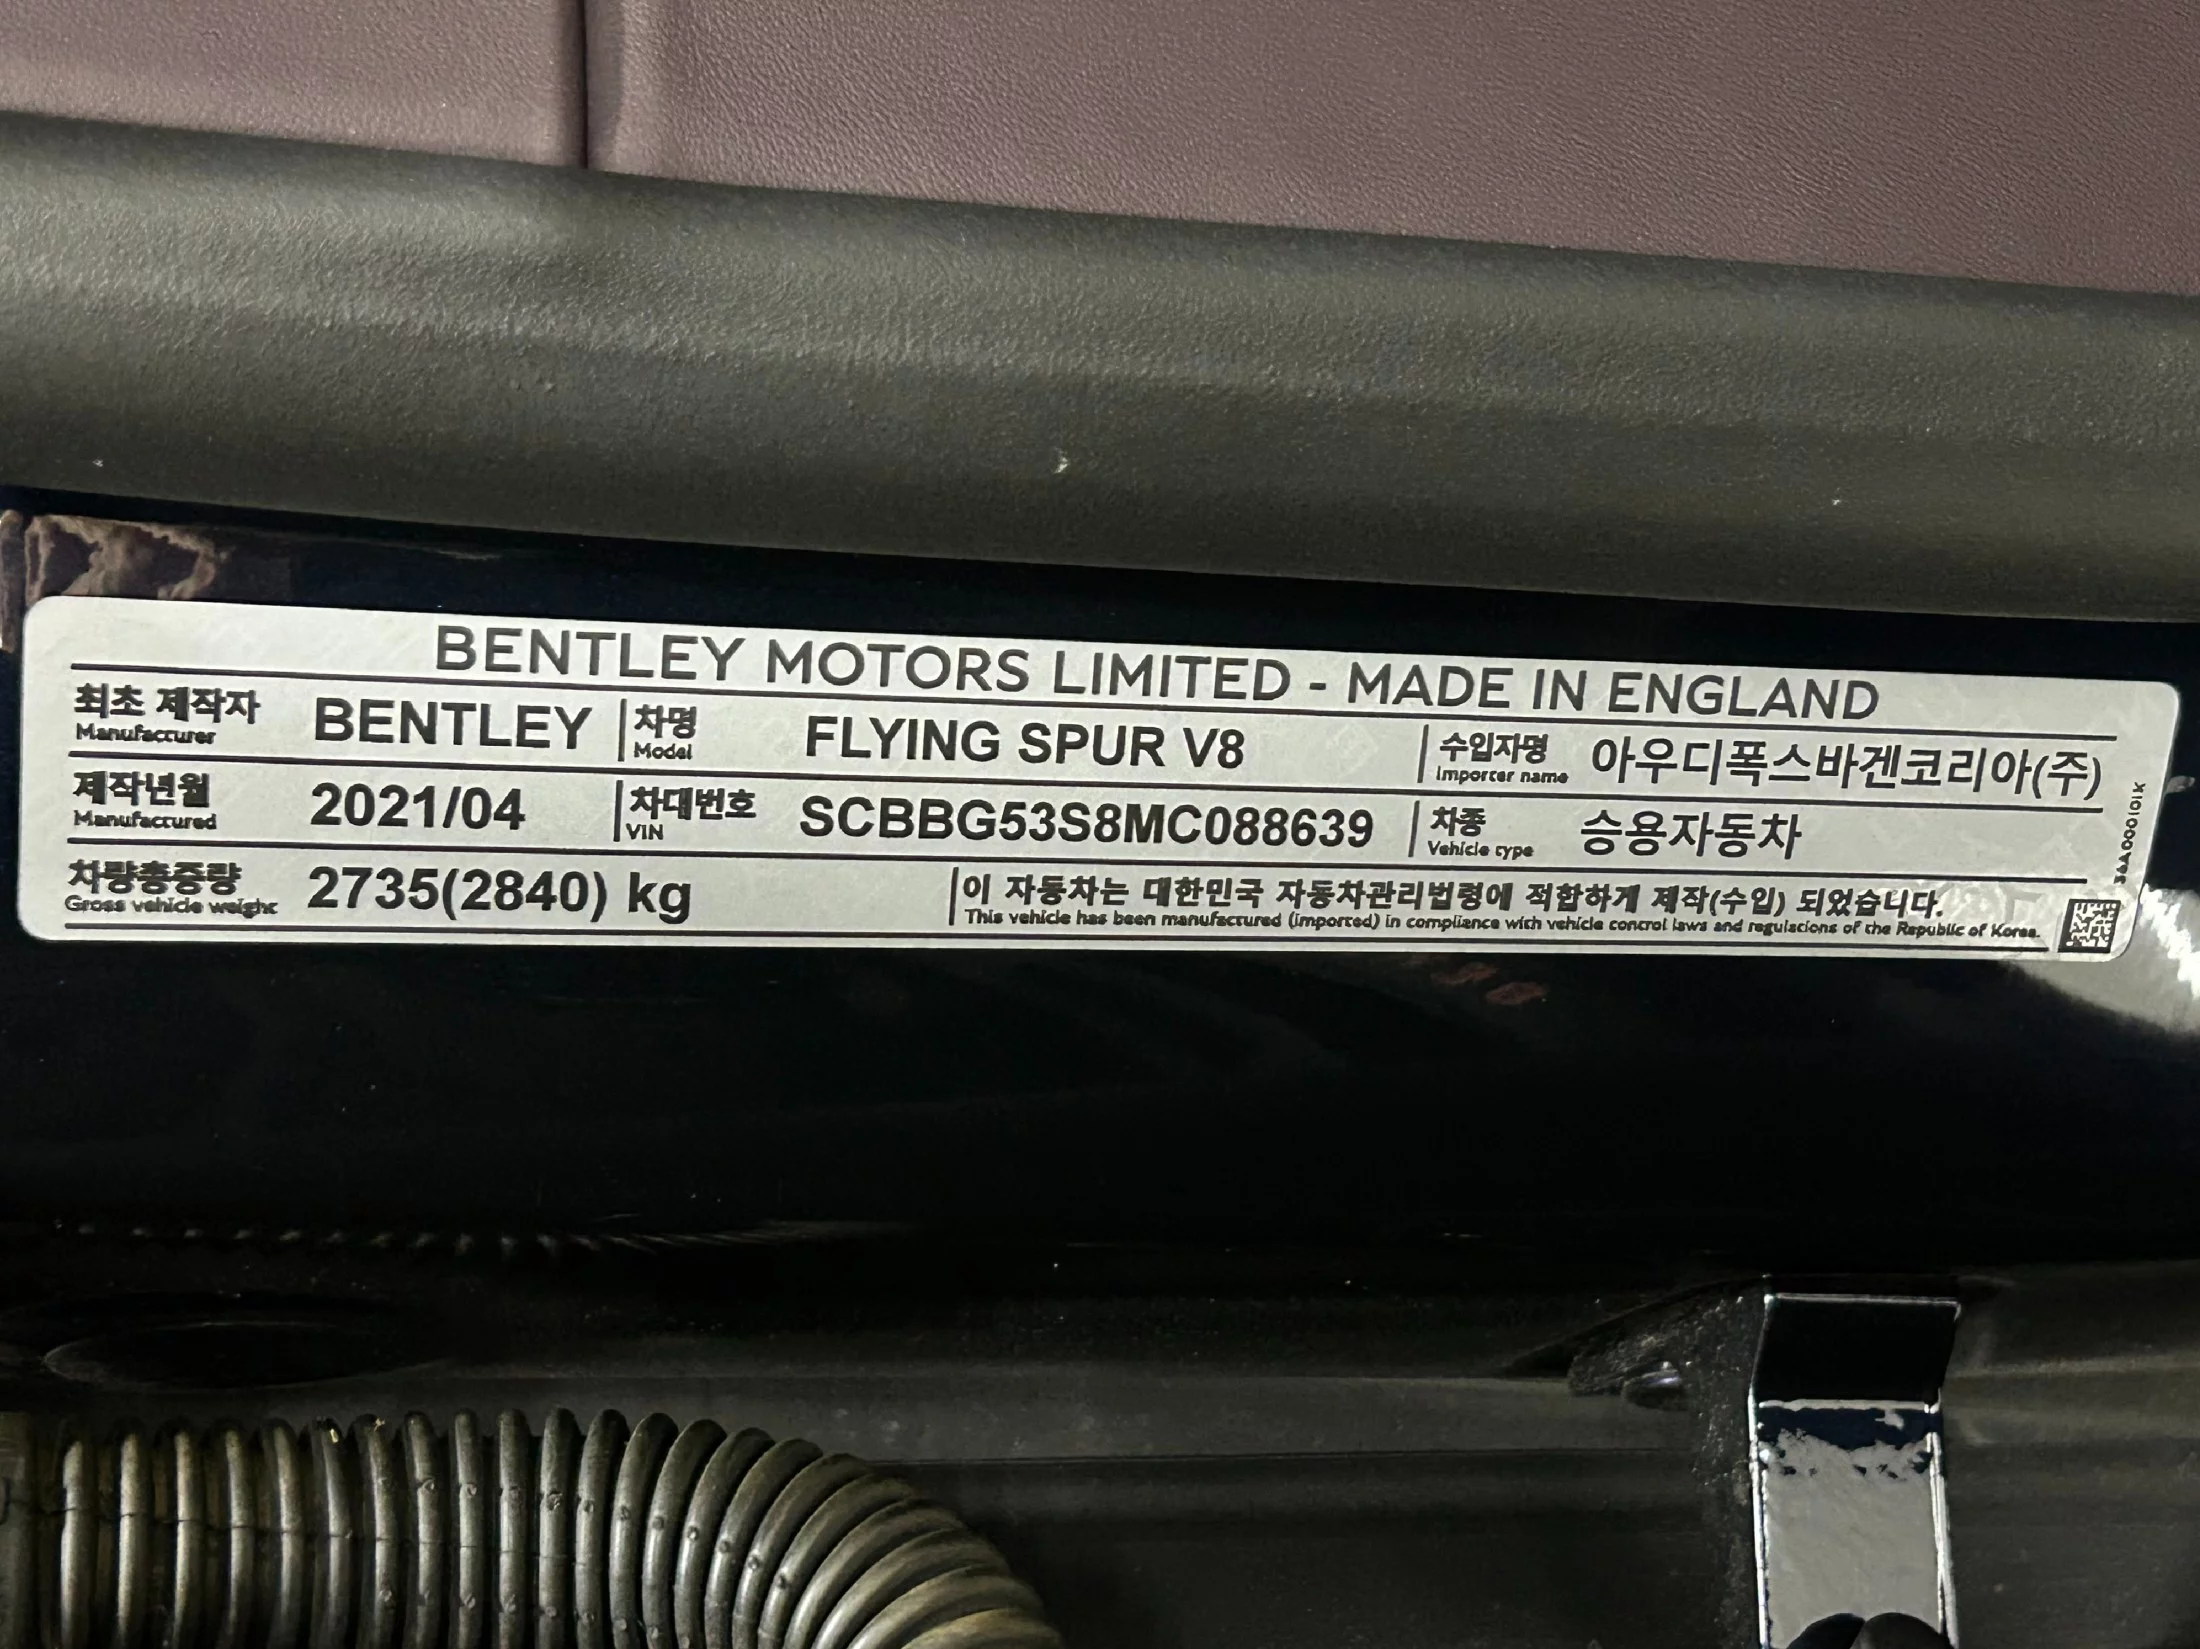 BENTLEY MOTORS LIMITED - MADE IN ENGLAND
최초 제작자 BENTLEY 차명 FLYING SPUR V8 수입자명 아우디폭스바겐코리아(주)
Manufacturer Model Importer name
제작년월 2021/04 차대번호 SCBBG53S8MC088639 차종 승용자동차
Manufactured VIN Vehicle type
차량총중량 2735(2840) kg 이 자동차는 대한민국 자동차관리법령에 적합하게 제작(수입) 되었습니다.
Gross vehicle weight This vehicle has been manufactured (imported) in compliance with vehicle control laws and regulations of the Republic of Korea.
36A000101K